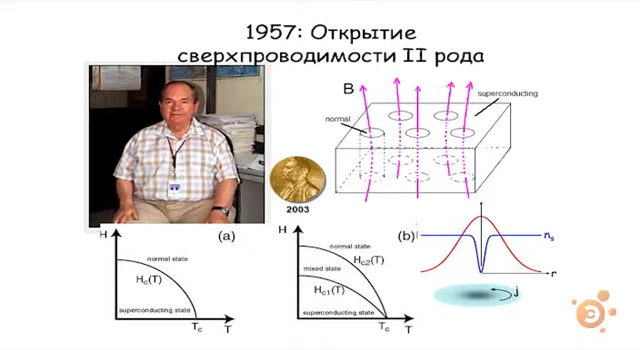 1957: Открытие
сверхпроводимости II рода
B
superconducting
normal
2003
H
(a)
normal state
Hc(T)
superconducting state
Tc
T
H
normal state
Hc2(T)
mixed state
Hc1(T)
superconducting state
Tc
T
(b)
ns
r
j